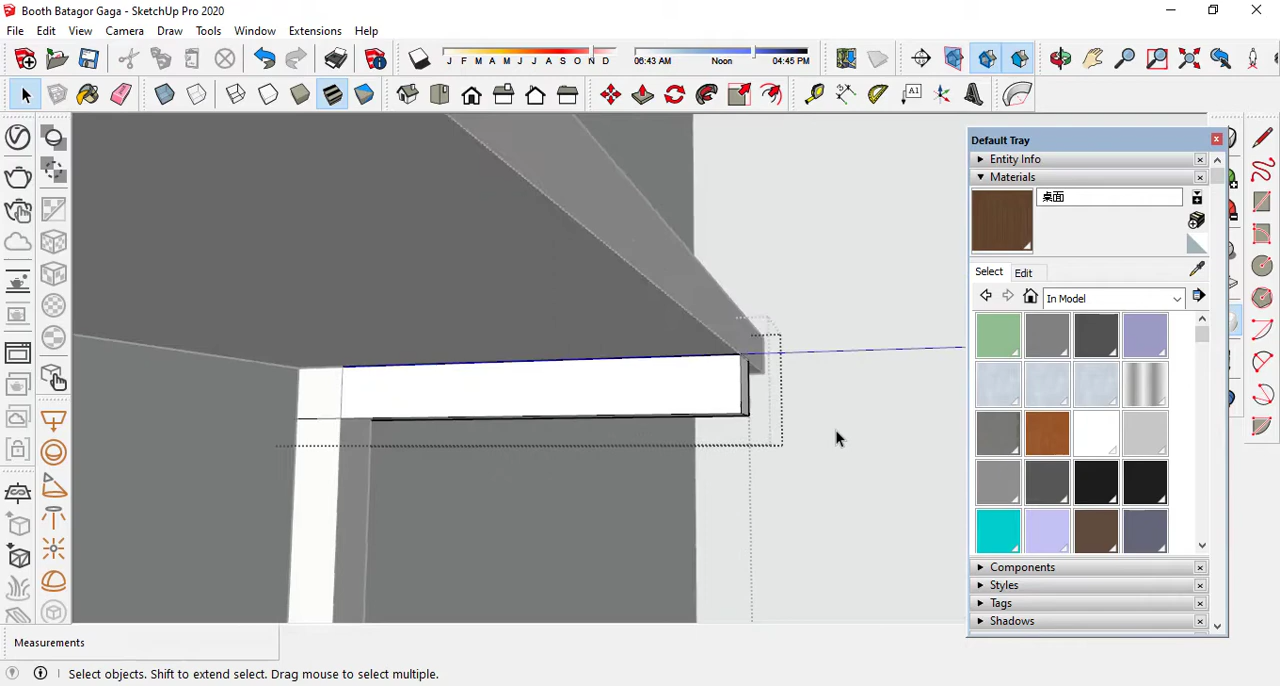 Booth Batagor Gaga - SketchUp Pro 2020
File Edit View Camera Draw Tools Window Extensions Help
J F M A M J J A S O N D
06:43 AM Noon 04:45 PM
A1
Default Tray
Entity Info
Materials
桌面
Select Edit
In Model
Components
Styles
Tags
Shadows
Measurements
Select objects. Shift to extend select. Drag mouse to select multiple.